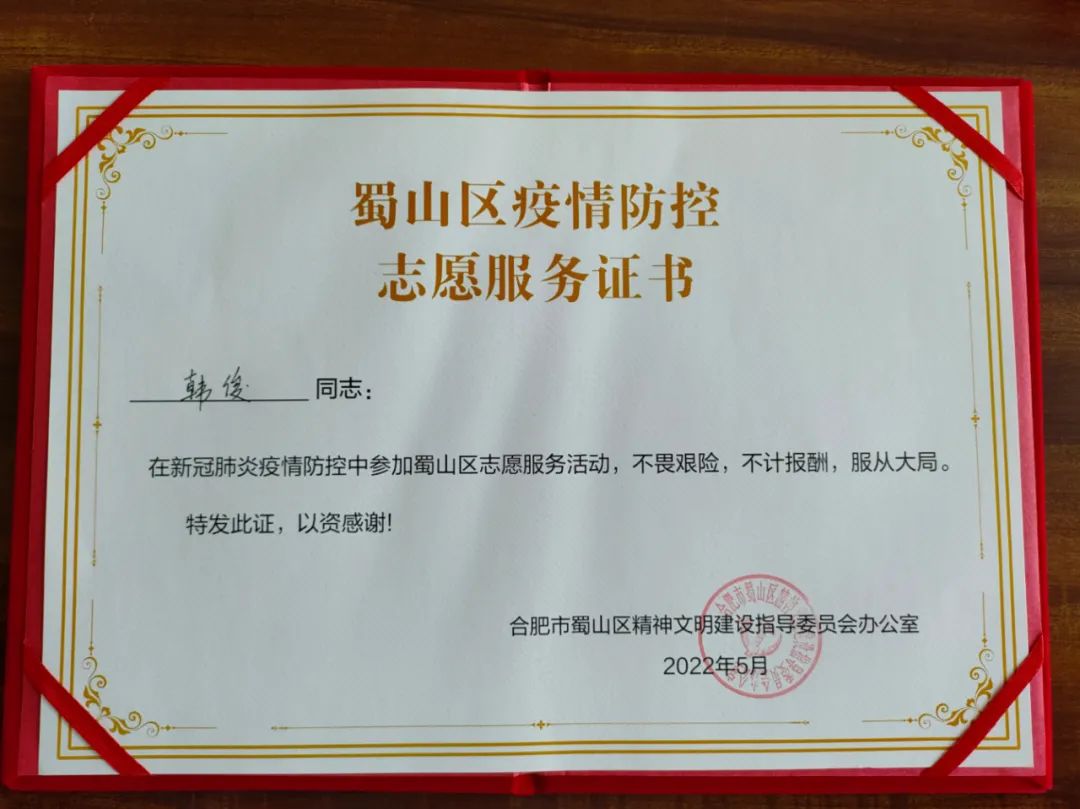 蜀山区疫情防控
志愿服务证书
韩俊 同志：
在新冠肺炎疫情防控中参加蜀山区志愿服务活动，不畏艰险，不计报酬，服从大局。
特发此证，以资感谢!
合肥市蜀山区精神文明建设指导委员会办公室
2022年5月